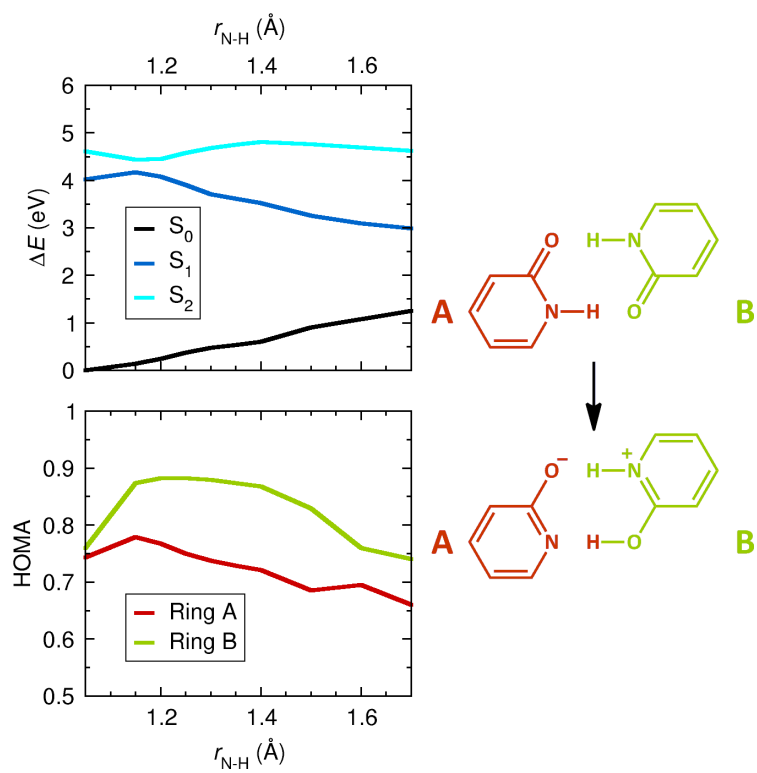 r_N-H (Å)
1.2 1.4 1.6
6
5
4
3
2
1
0
ΔE (eV)
S₀
S₁
S₂
O
H N
A N H
O B
1
0.9
0.8
0.7
0.6
0.5
HOMA
Ring A
Ring B
1.2 1.4 1.6
r_N-H (Å)
O⁻ H N⁺
A N H O B